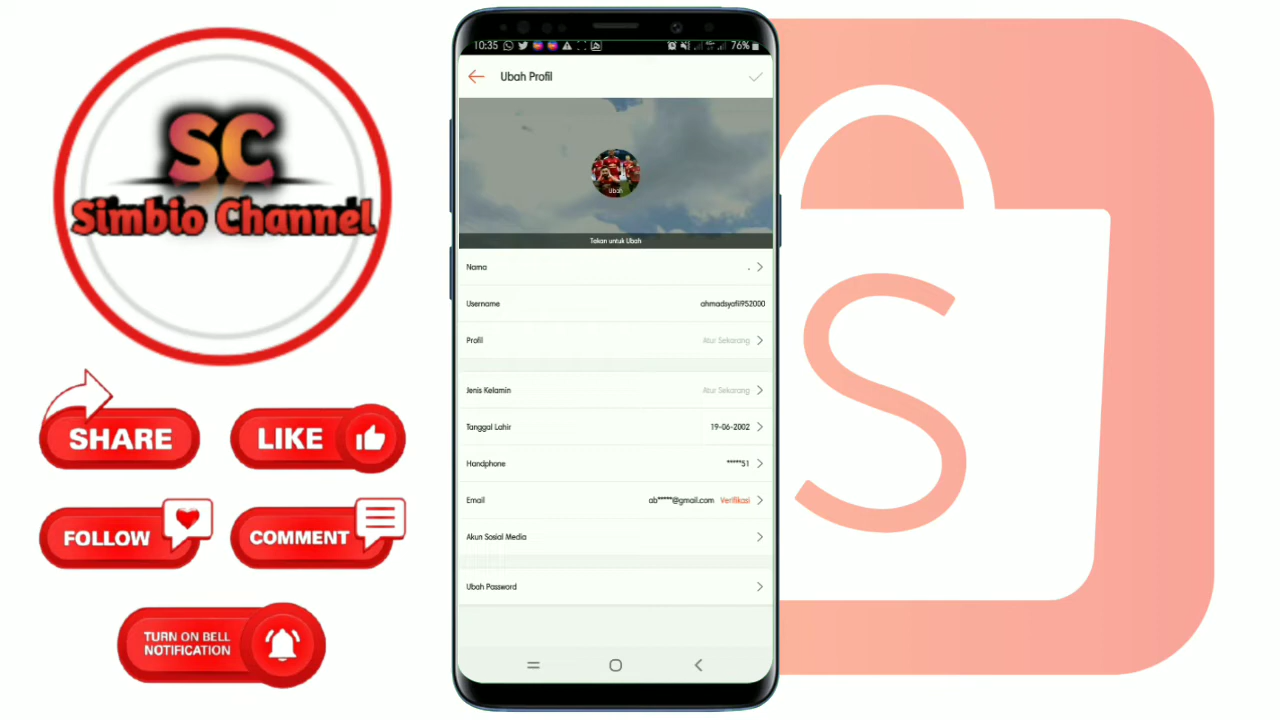 SC
Simbio Channel
SHARE
LIKE
FOLLOW
COMMENT
TURN ON BELL
NOTIFICATION
10:35
76%
Ubah Profil
Ubah
Tekan untuk Ubah
Nama .
Username ahmadsyafil952000
Profil Atur Sekarang
Jenis Kelamin Atur Sekarang
Tanggal Lahir 19-06-2002
Handphone *****51
Email ab*****@gmail.com Verifikasi
Akun Sosial Media
Ubah Password
S